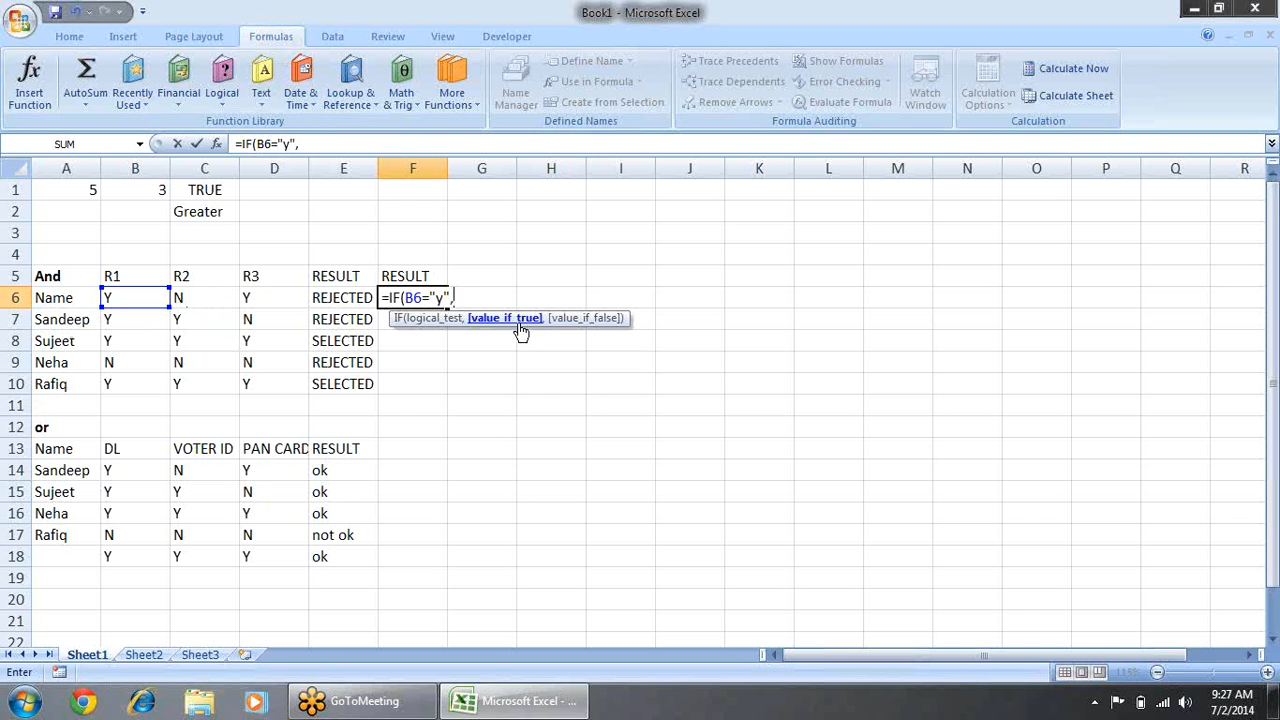 Book1 - Microsoft Excel
Home Insert Page Layout Formulas Data Review View Developer
Insert Function
AutoSum
Recently Used
Financial
Logical
Text
Date & Time
Lookup & Reference
Math & Trig
More Functions
Function Library
Name Manager
Define Name
Use in Formula
Create from Selection
Defined Names
Trace Precedents
Trace Dependents
Remove Arrows
Show Formulas
Error Checking
Evaluate Formula
Formula Auditing
Watch Window
Calculation Options
Calculate Now
Calculate Sheet
Calculation
SUM =IF(B6="y",
A B C D E F G H I J K L M N O P Q R
1 5 3 TRUE
2 Greater
3
4
5 And R1 R2 R3 RESULT RESULT
6 Name Y N Y REJECTED =IF(B6="y",
IF(logical_test, [value_if_true], [value_if_false])
7 Sandeep Y Y N REJECTED
8 Sujeet Y Y Y SELECTED
9 Neha N N N REJECTED
10 Rafiq Y Y Y SELECTED
11
12 or
13 Name DL VOTER ID PAN CARD RESULT
14 Sandeep Y N Y ok
15 Sujeet Y Y N ok
16 Neha Y Y Y ok
17 Rafiq N N N not ok
18 Y Y Y ok
19
20
21
22
Sheet1 Sheet2 Sheet3
Enter 115%
GoToMeeting
Microsoft Excel - ...
9:27 AM
7/2/2014